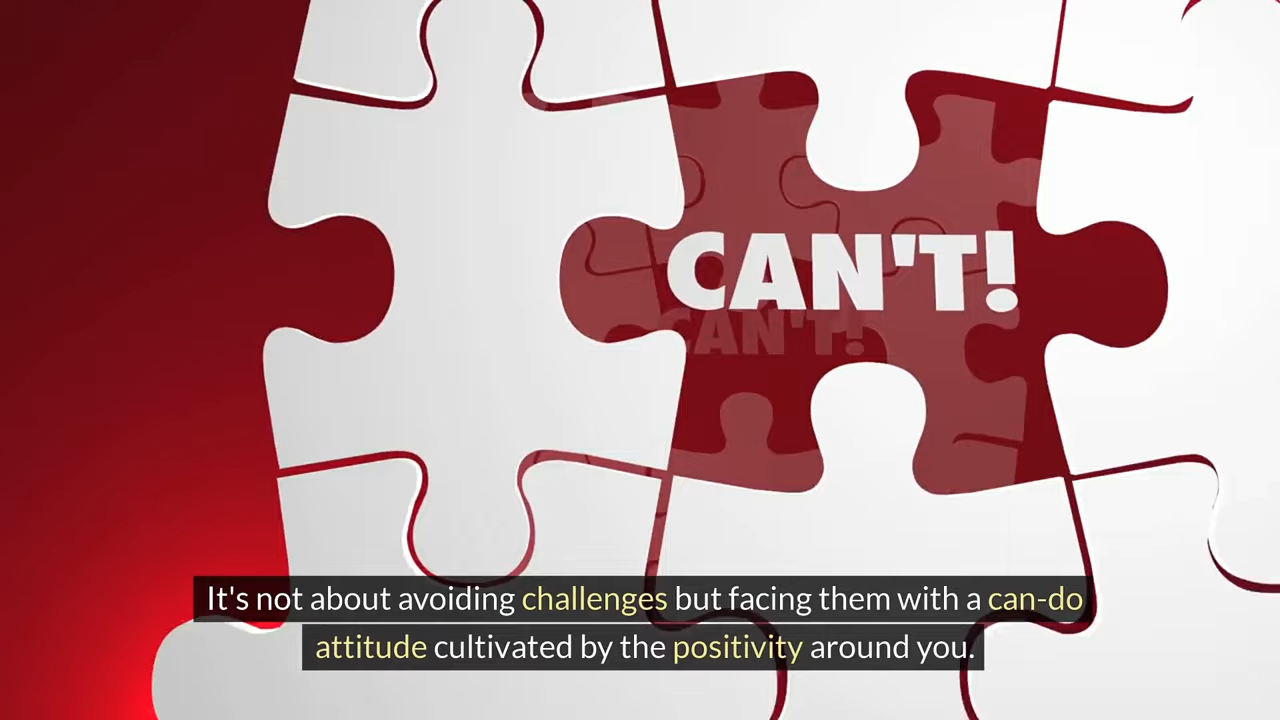 CAN'T!
CAN'T!
It's not about avoiding challenges but facing them with a can-do
attitude cultivated by the positivity around you.